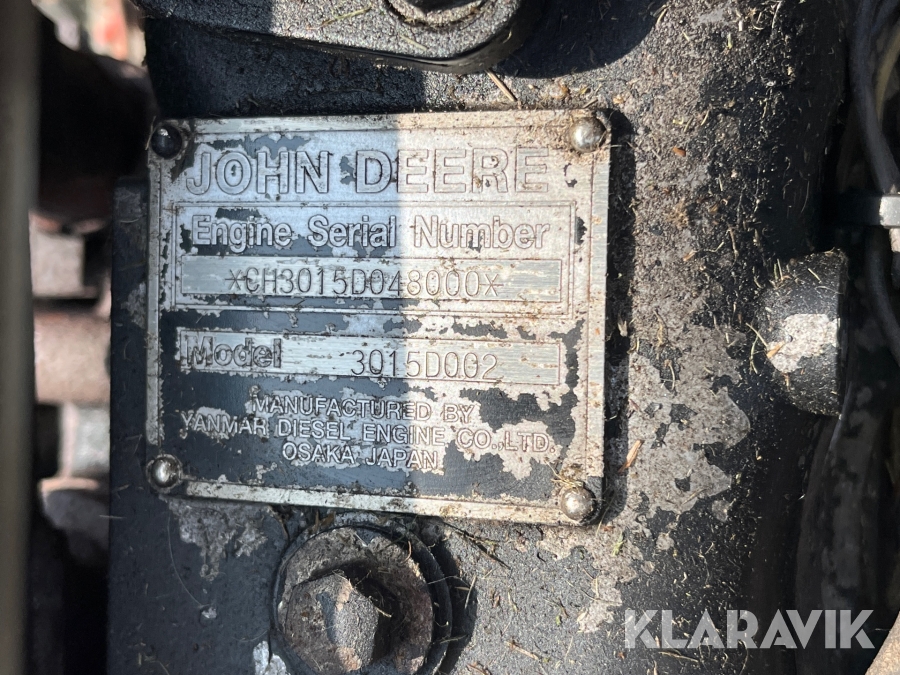 JOHN DEERE
Engine Serial Number
*CH3015D048000*
Model 3015D002
MANUFACTURED BY
YANMAR DIESEL ENGINE CO.,LTD.
OSAKA JAPAN
KLARAVIK